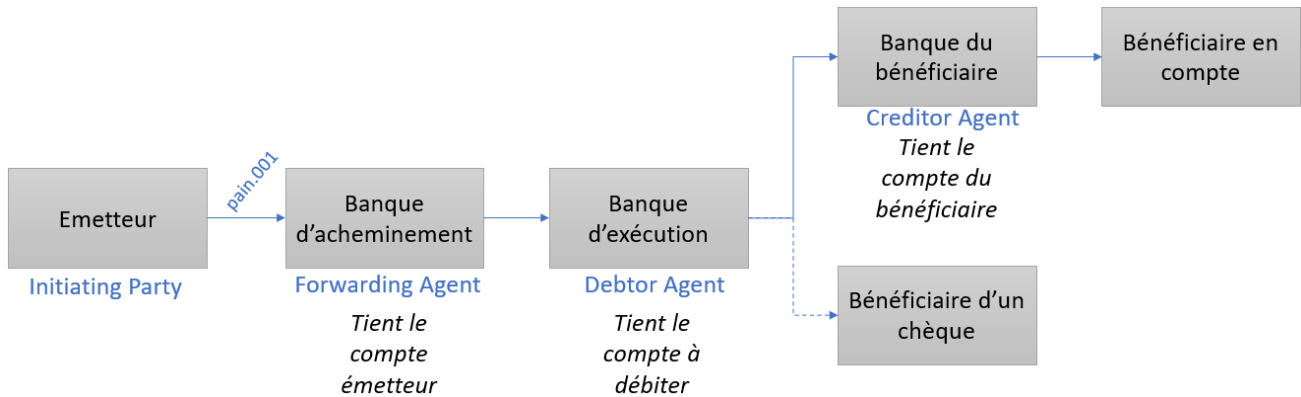 Emetteur
Initiating Party
pain.001
Banque
d'acheminement
Forwarding Agent
Tient le
compte
émetteur
Banque
d'exécution
Debtor Agent
Tient le
compte à
débiter
Banque du
bénéficiaire
Creditor Agent
Tient le
compte du
bénéficiaire
Bénéficiaire en
compte
Bénéficiaire d'un
chèque